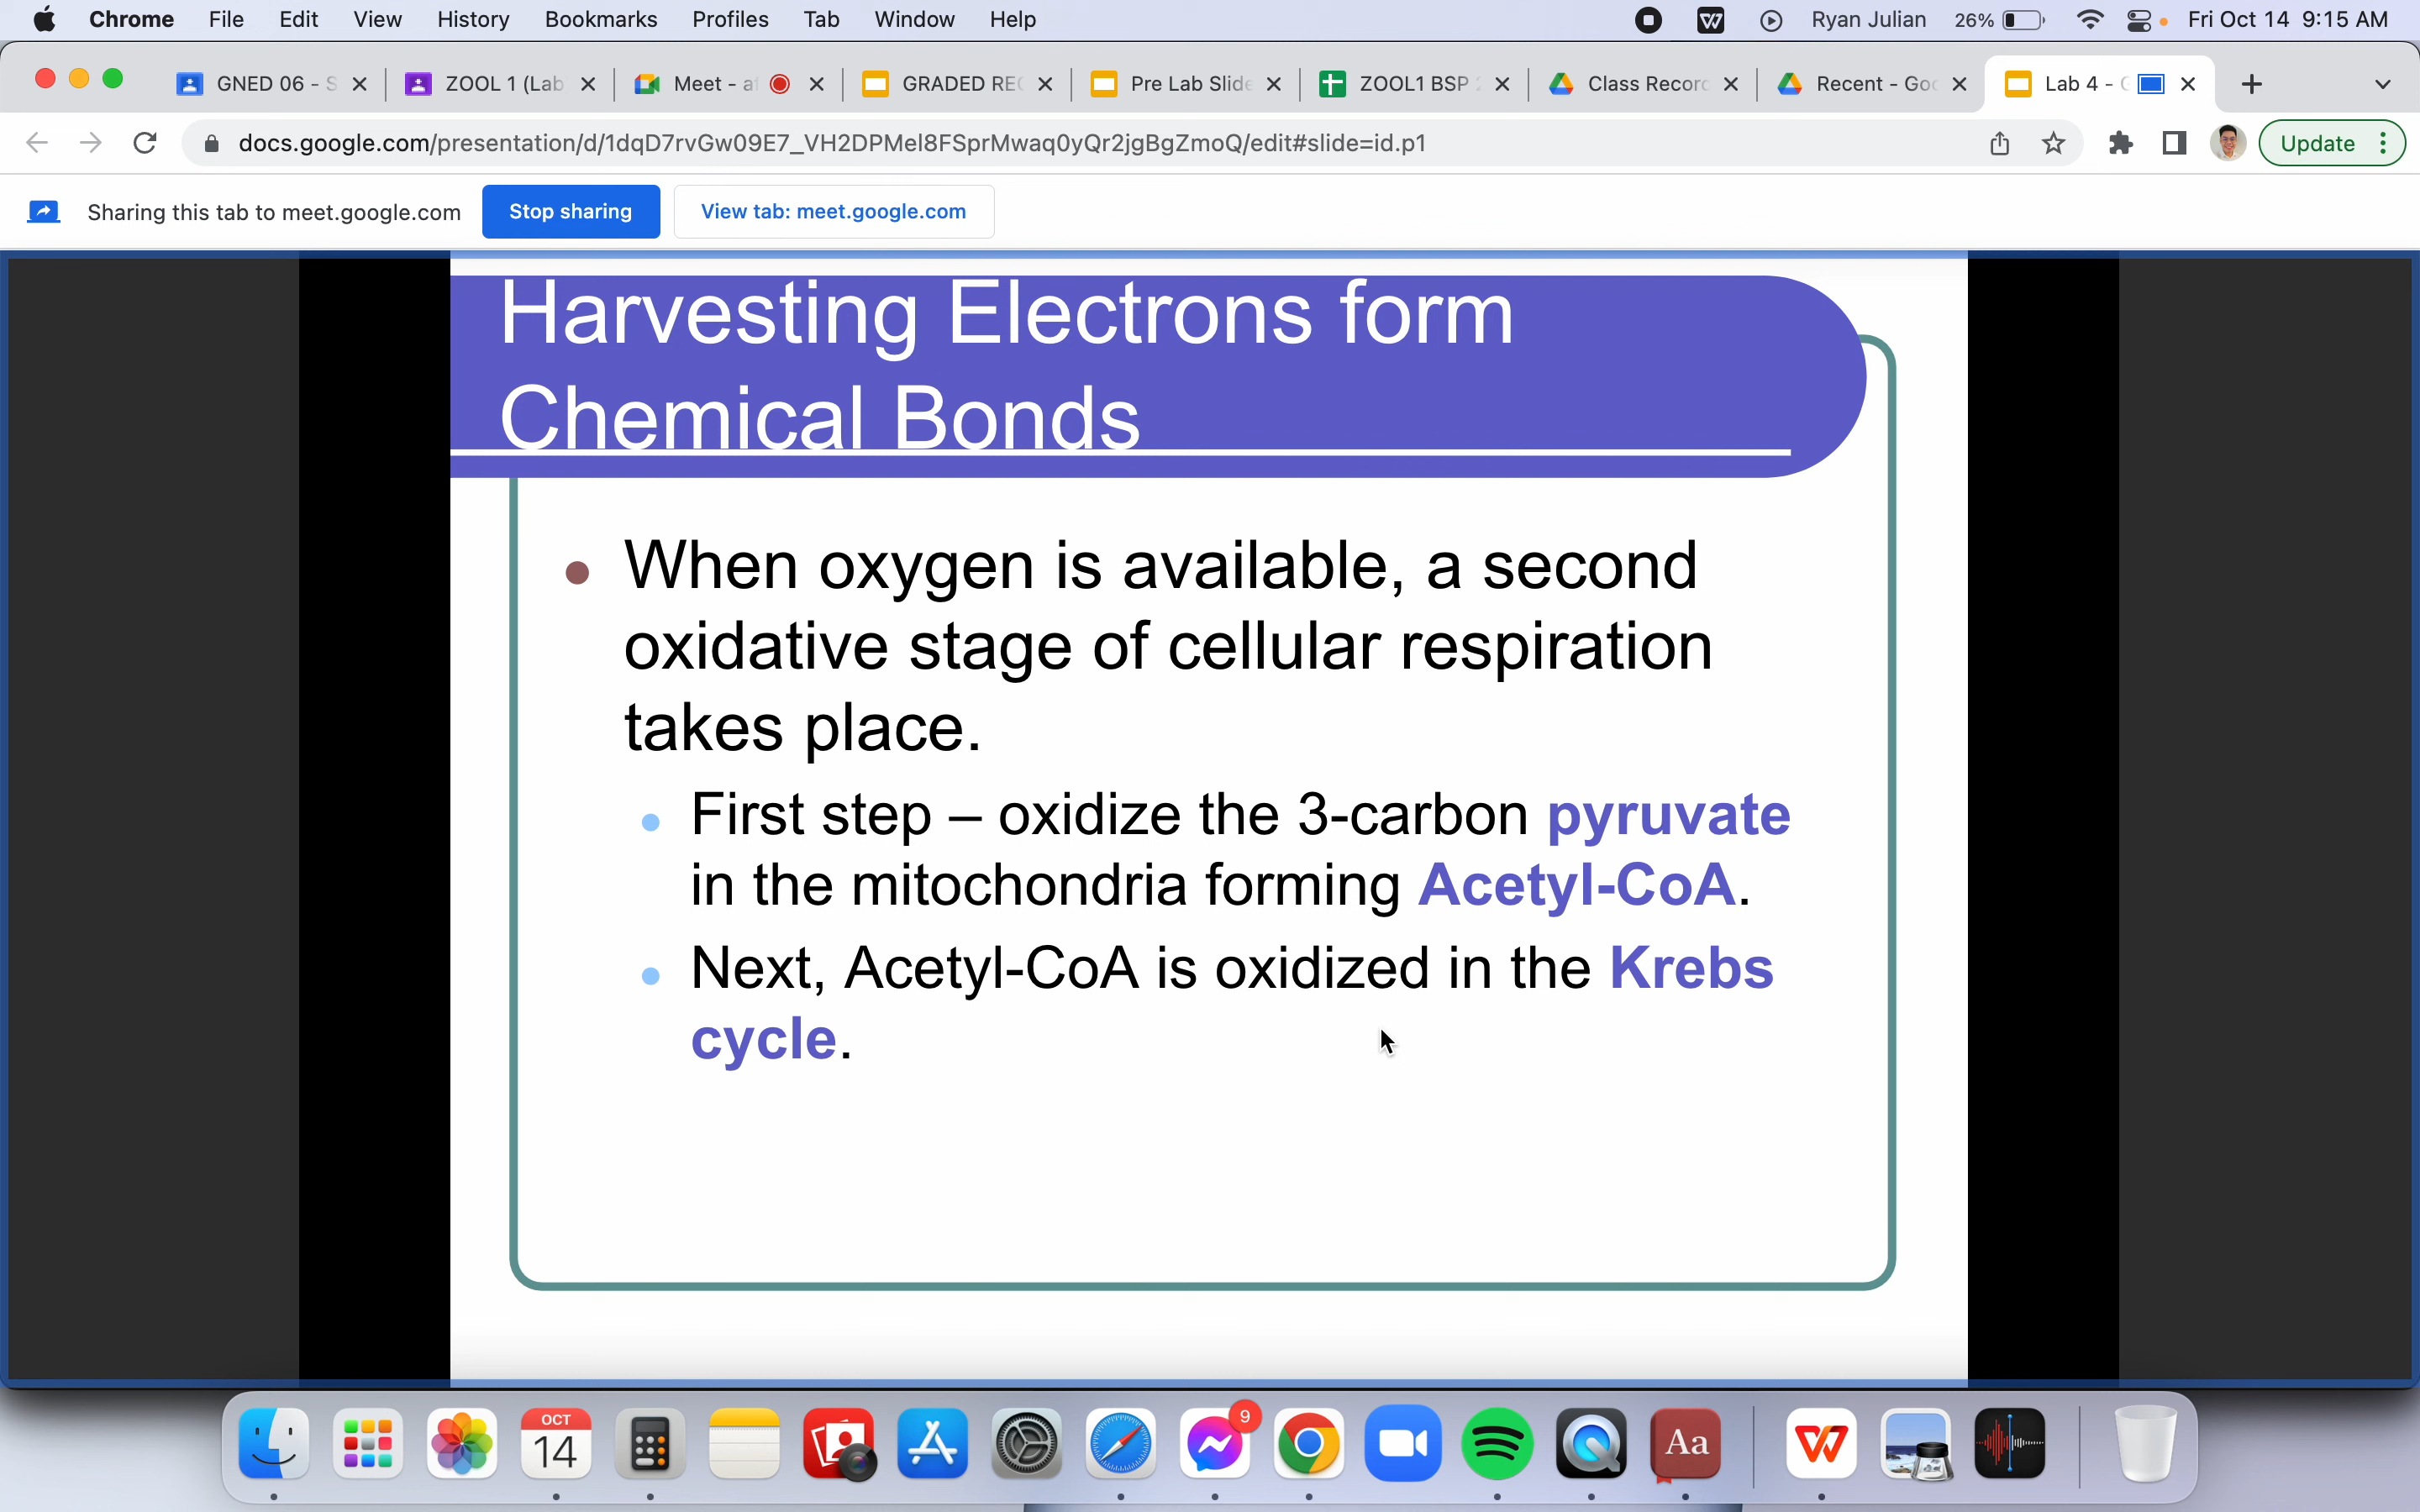 Chrome File Edit View History Bookmarks Profiles Tab Window Help Ryan Julian 26% Fri Oct 14 9:15 AM
GNED 06 - S ZOOL 1 (Lab Meet - a GRADED REC Pre Lab Slide ZOOL1 BSP Class Record Recent - Goo Lab 4 -
docs.google.com/presentation/d/1dqD7rvGw09E7_VH2DPMel8FSprMwaq0yQr2jgBgZmoQ/edit#slide=id.p1 Update
Sharing this tab to meet.google.com Stop sharing View tab: meet.google.com
Harvesting Electrons form
Chemical Bonds
When oxygen is available, a second
oxidative stage of cellular respiration
takes place.
First step – oxidize the 3-carbon pyruvate
in the mitochondria forming Acetyl-CoA.
Next, Acetyl-CoA is oxidized in the Krebs
cycle.
OCT 9
14 Aa